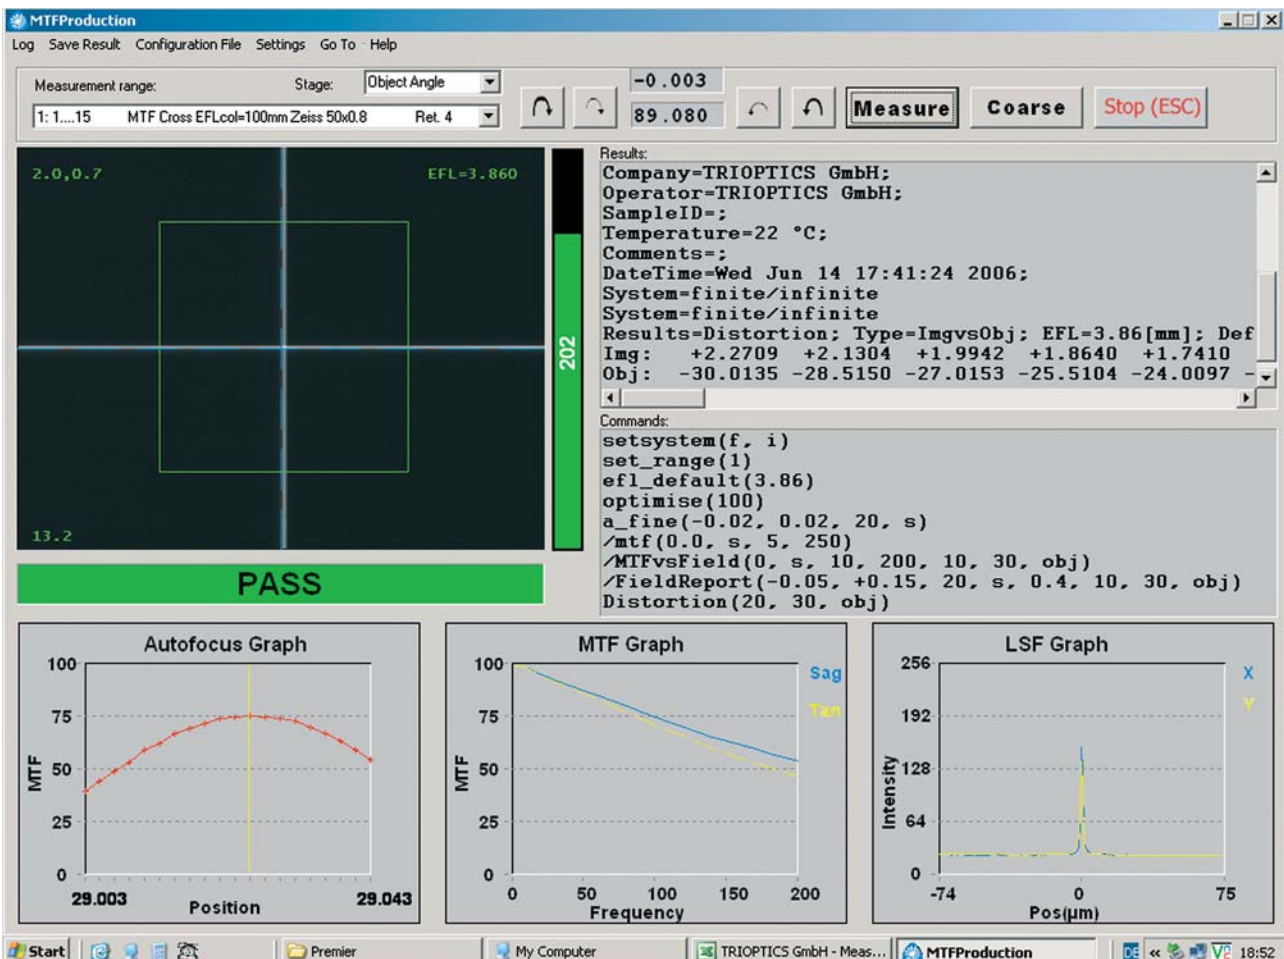 MTFProduction
Log Save Result Configuration File Settings Go To Help
Measurement range:
Stage: Object Angle
1: 1....15 MTF Cross EFLcol=100mm Zeiss 50x0.8 Ret. 4
-0.003
89.080
Measure
Coarse
Stop (ESC)
2.0,0.7
EFL=3.860
13.2
202
PASS
Results:
Company=TRIOPTICS GmbH;
Operator=TRIOPTICS GmbH;
SampleID=;
Temperature=22 °C;
Comments=;
DateTime=Wed Jun 14 17:41:24 2006;
System=finite/infinite
System=finite/infinite
Results=Distortion; Type=ImgvsObj; EFL=3.86[mm]; Def
Img: +2.2709 +2.1304 +1.9942 +1.8640 +1.7410
Obj: -30.0135 -28.5150 -27.0153 -25.5104 -24.0097 -
Commands:
setsystem(f, i)
set_range(1)
efl_default(3.86)
optimise(100)
a_fine(-0.02, 0.02, 20, s)
/mtf(0.0, s, 5, 250)
/MTFvsField(0, s, 10, 200, 10, 30, obj)
/FieldReport(-0.05, +0.15, 20, s, 0.4, 10, 30, obj)
Distortion(20, 30, obj)
Autofocus Graph
100
75
50
25
0
MTF
29.003
29.043
Position
MTF Graph
100
75
50
25
0
MTF
0 50 100 150 200
Frequency
Sag
Tan
LSF Graph
256
192
128
64
0
Intensity
-74 0 75
Pos(µm)
X
Y
Start
Premier
My Computer
TRIOPTICS GmbH - Meas...
MTFProduction
DE
«
18:52